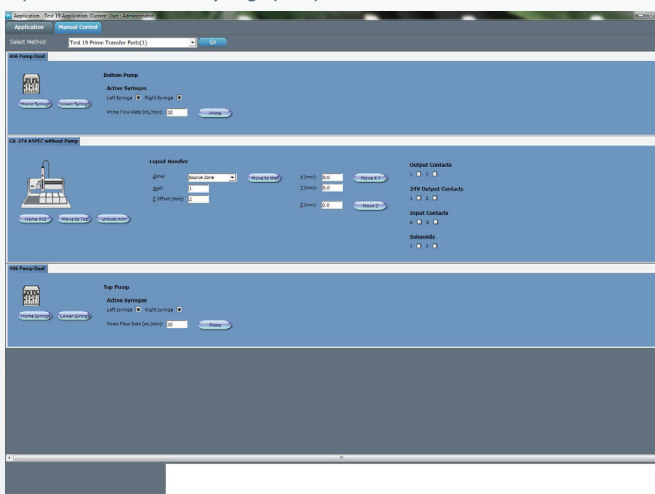 Application - Test 19 Application, Current User : Administrator
Application Manual Control
Select Method Test 19 Prime Transfer Ports(1) Go
406 Pump Dual
Bottom Pump
Active Syringes
Left Syringe Right Syringe
Home Syringe Lower Syringe
Prime Flow Rate (mL/min): 10 Prime
GX 274 ASPEC without Pump
Liquid Handler
Zone: Source Zone Move to Well
Well: 1
Z Offset (mm): 2
X (mm): 0.0 Move X Y
Y (mm): 0.0
Z (mm): 0.0 Move Z
Home XYZ Move to Top Unlock Arm
Output Contacts
1 2
24V Output Contacts
1 2
Input Contacts
A B
Solenoids
1 2
406 Pump Dual
Top Pump
Active Syringes
Left Syringe Right Syringe
Home Syringe Lower Syringe
Prime Flow Rate (mL/min): 10 Prime